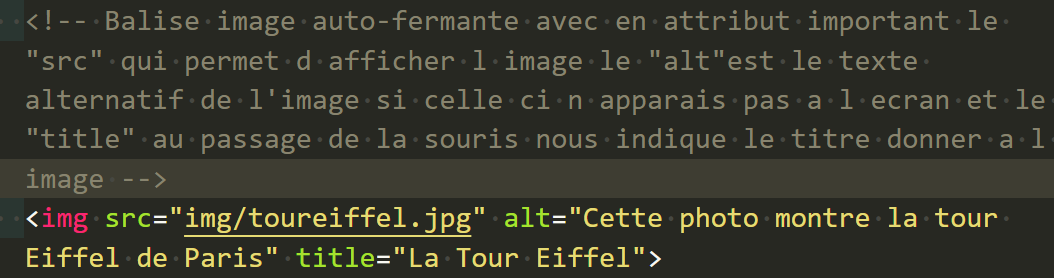 <!-- Balise image auto-fermante avec en attribut important le
"src" qui permet d afficher l image le "alt"est le texte
alternatif de l'image si celle ci n apparais pas a l ecran et le
"title" au passage de la souris nous indique le titre donner a l
image -->
<img src="img/toureiffel.jpg" alt="Cette photo montre la tour
Eiffel de Paris" title="La Tour Eiffel">